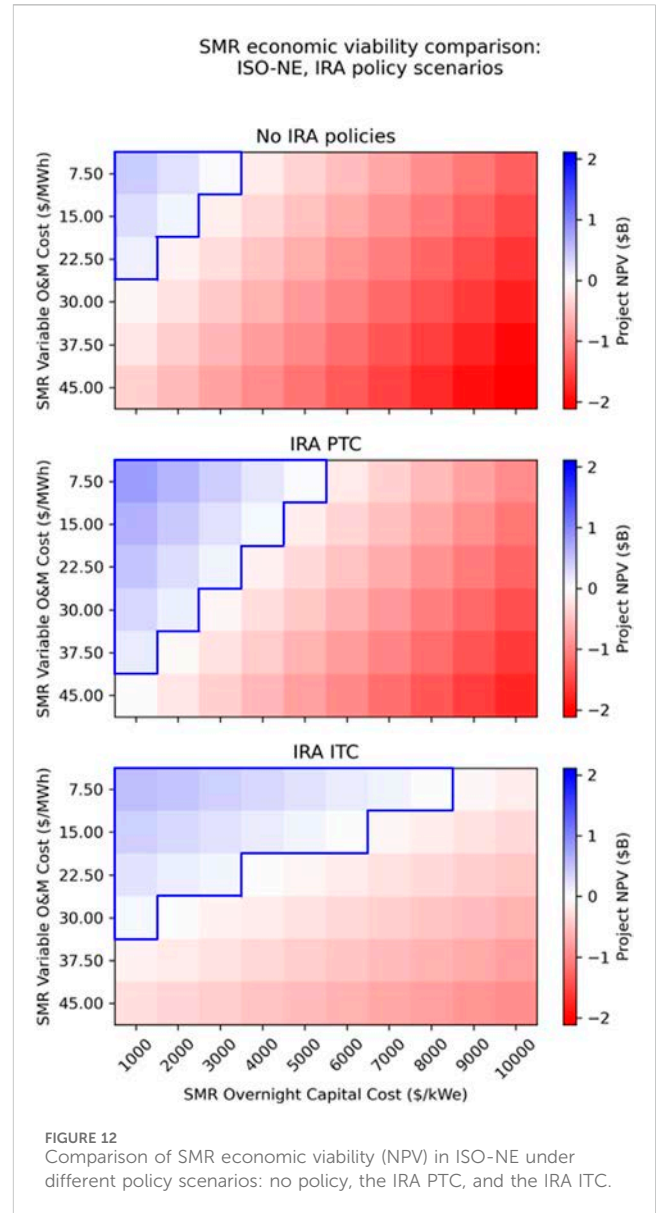 SMR economic viability comparison:
ISO-NE, IRA policy scenarios
No IRA policies
SMR Variable O&M Cost ($/MWh)
7.50
15.00
22.50
30.00
37.50
45.00
2
1
0
−1
−2
Project NPV ($B)
IRA PTC
SMR Variable O&M Cost ($/MWh)
7.50
15.00
22.50
30.00
37.50
45.00
2
1
0
−1
−2
Project NPV ($B)
IRA ITC
SMR Variable O&M Cost ($/MWh)
7.50
15.00
22.50
30.00
37.50
45.00
2
1
0
−1
−2
Project NPV ($B)
1000 2000 3000 4000 5000 6000 7000 8000 9000 10000
SMR Overnight Capital Cost ($/kWe)
FIGURE 12
Comparison of SMR economic viability (NPV) in ISO-NE under
different policy scenarios: no policy, the IRA PTC, and the IRA ITC.